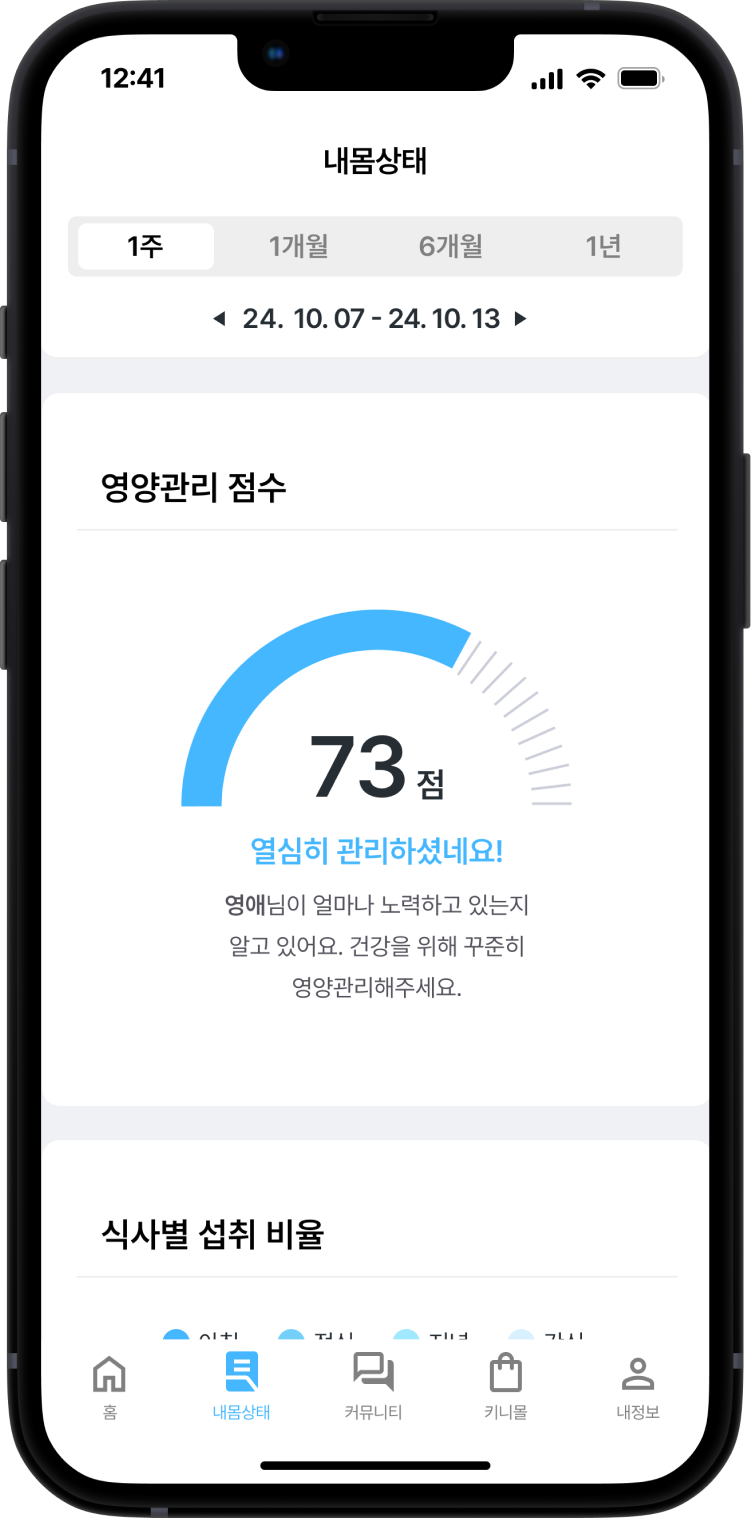 12:41
내몸상태
1주 1개월 6개월 1년
24. 10. 07 - 24. 10. 13
영양관리 점수
73 점
열심히 관리하셨네요!
영애님이 얼마나 노력하고 있는지
알고 있어요. 건강을 위해 꾸준히
영양관리해주세요.
식사별 섭취 비율
홈 내몸상태 커뮤니티 키니몰 내정보